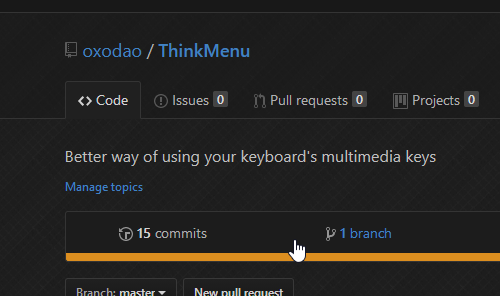 oxodao / ThinkMenu
Code Issues 0 Pull requests 0 Projects 0
Better way of using your keyboard's multimedia keys
Manage topics
15 commits 1 branch
Branch: master New pull request